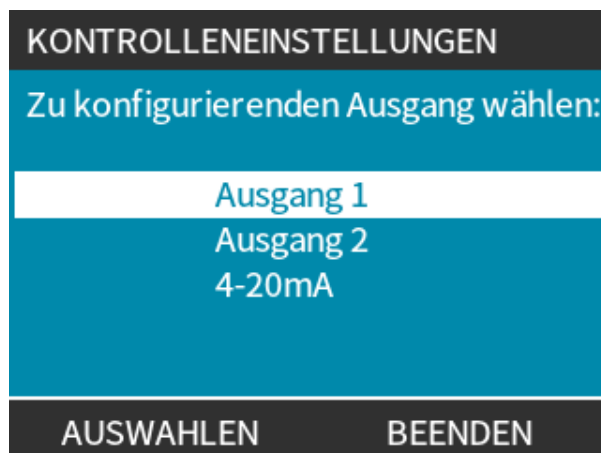 KONTROLLENEINSTELLUNGEN
Zu konfigurierenden Ausgang wählen:
Ausgang 1
Ausgang 2
4-20mA
AUSWAHLEN BEENDEN